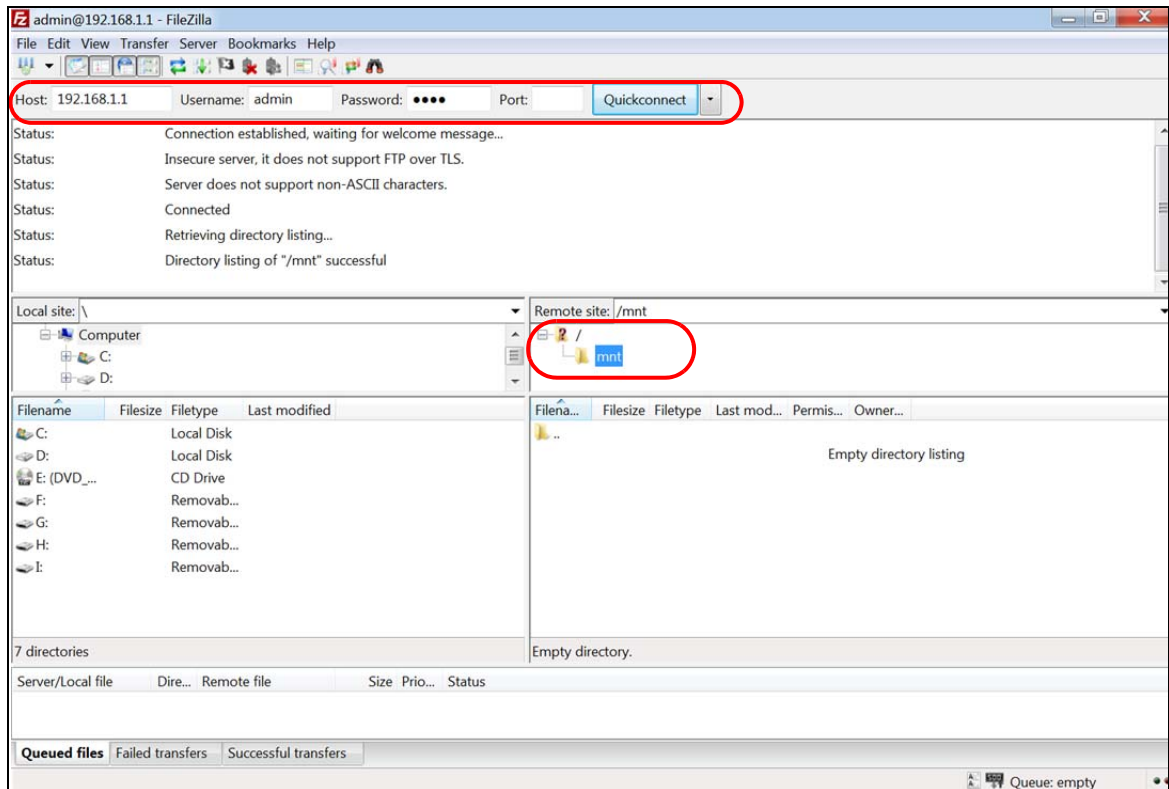 admin@192.168.1.1 - FileZilla
File Edit View Transfer Server Bookmarks Help
Host: 192.168.1.1 Username: admin Password: •••• Port: Quickconnect
Status: Connection established, waiting for welcome message...
Status: Insecure server, it does not support FTP over TLS.
Status: Server does not support non-ASCII characters.
Status: Connected
Status: Retrieving directory listing...
Status: Directory listing of "/mnt" successful
Local site: \
Computer
C:
D:
Remote site: /mnt
/
mnt
Filename Filesize Filetype Last modified
C: Local Disk
D: Local Disk
E: (DVD_... CD Drive
F: Removab...
G: Removab...
H: Removab...
I: Removab...
7 directories
Filena... Filesize Filetype Last mod... Permis... Owner...
..
Empty directory listing
Empty directory.
Server/Local file Dire... Remote file Size Prio... Status
Queued files Failed transfers Successful transfers
Queue: empty